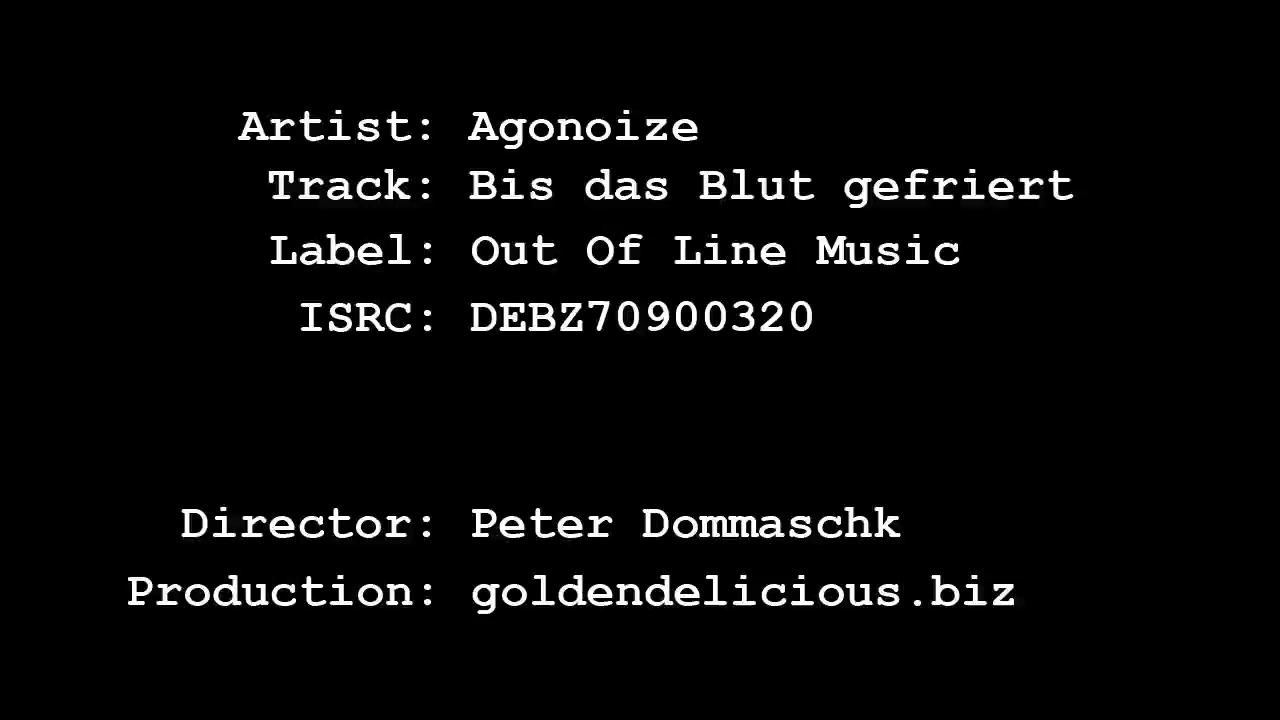 Artist: Agonoize
Track: Bis das Blut gefriert
Label: Out Of Line Music
ISRC: DEBZ70900320
Director: Peter Dommaschk
Production: goldendelicious.biz